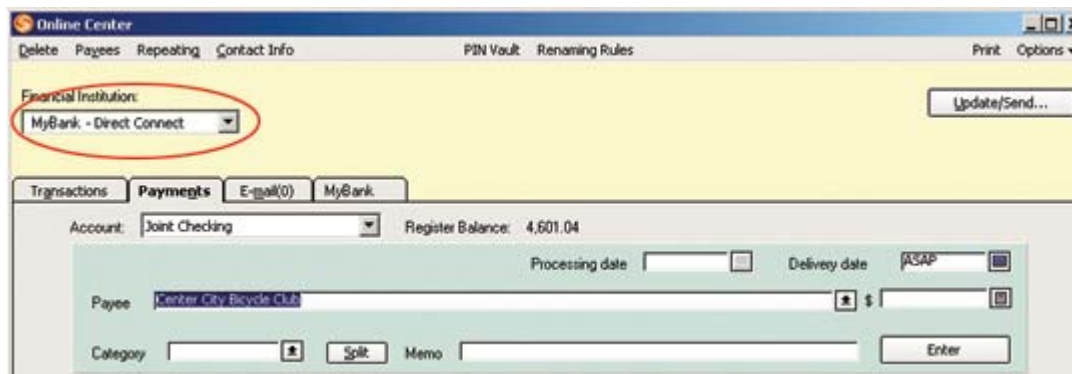 Online Center
Delete Payees Repeating Contact Info PIN Vault Renaming Rules Print Options
Financial Institution:
MyBank - Direct Connect
Update/Send...
Transactions Payments E-mail(0) MyBank
Account: Joint Checking Register Balance: 4,601.04
Processing date Delivery date ASAP
Payee Center City Bicycle Club $
Category Split Memo Enter